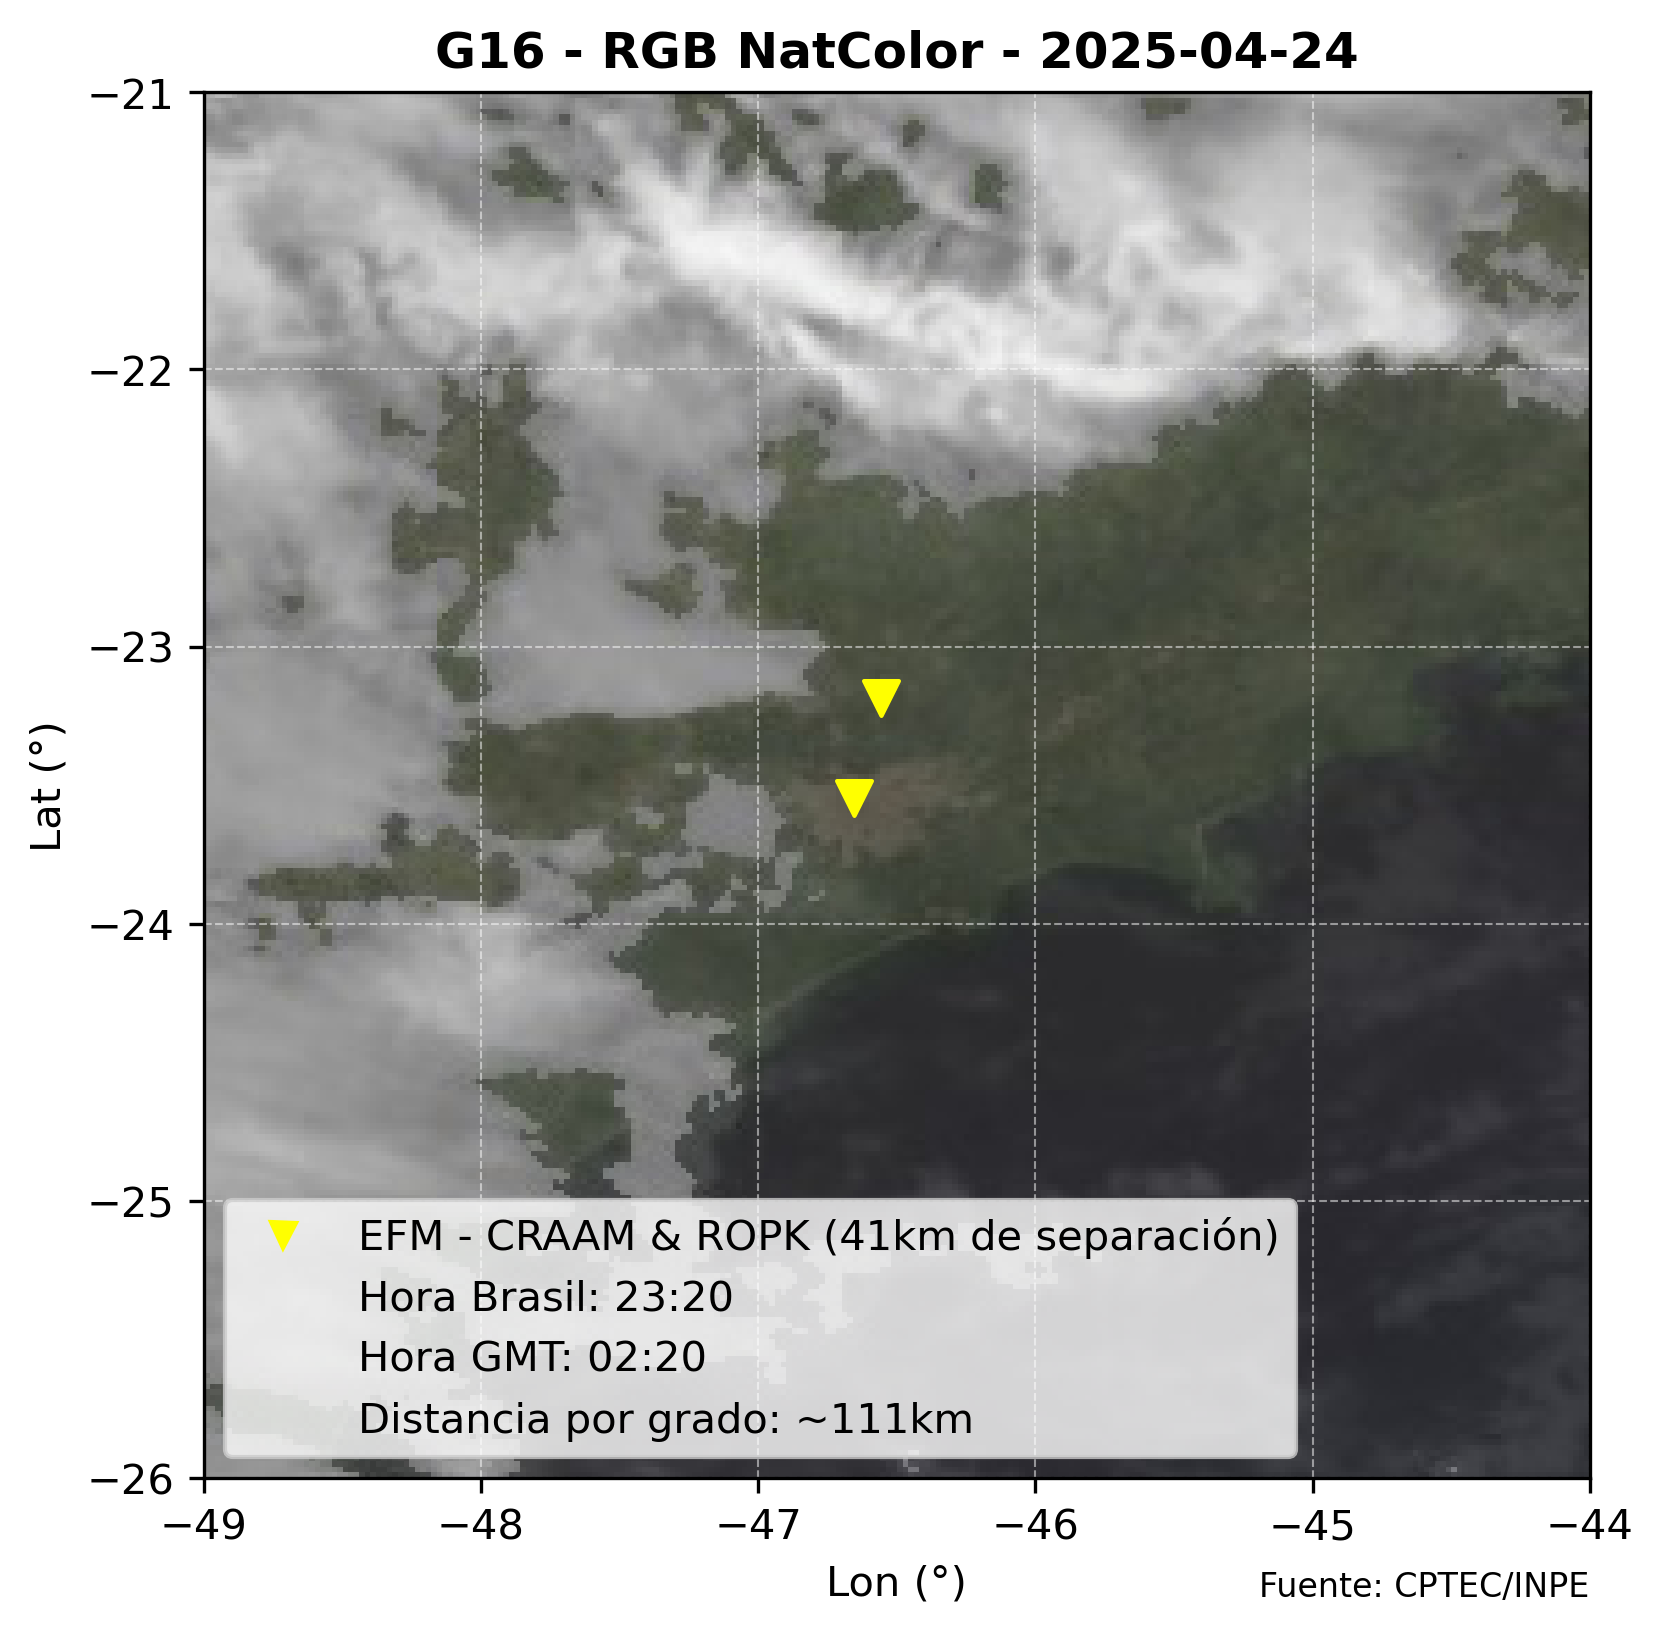 G16 - RGB NatColor - 2025-04-24
−21
−22
−23
−24
−25
−26
Lat (°)
EFM - CRAAM & ROPK (41km de separación)
Hora Brasil: 23:20
Hora GMT: 02:20
Distancia por grado: ~111km
−49 −48 −47 −46 −45 −44
Lon (°)
Fuente: CPTEC/INPE